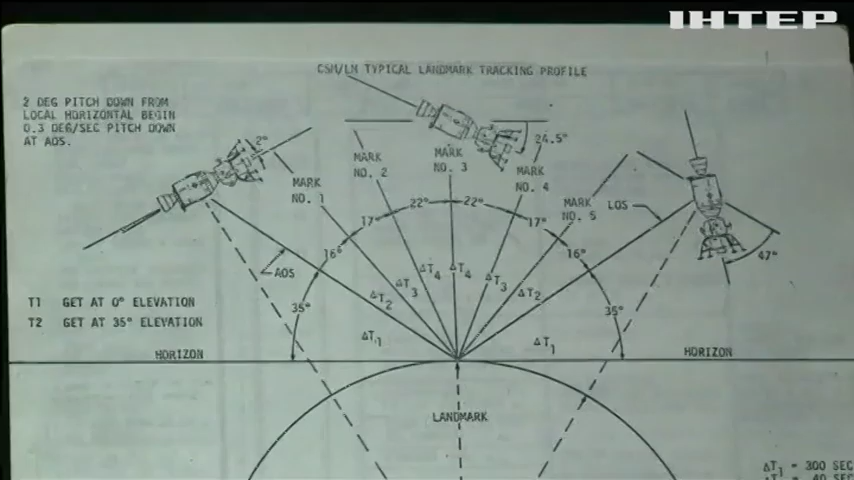 ІНТЕР
CSM/LM TYPICAL LANDMARK TRACKING PROFILE
2 DEG PITCH DOWN FROM
LOCAL HORIZONTAL BEGIN
0.3 DEG/SEC PITCH DOWN
AT AOS.
2°
24.5°
MARK
NO. 1
MARK
NO. 2
MARK
NO. 3
MARK
NO. 4
MARK
NO. 5
LOS
47°
22°
22°
17°
17°
16°
16°
AOS
ΔT4
ΔT4
ΔT3
ΔT3
ΔT2
ΔT2
35°
35°
ΔT1
ΔT1
T1 GET AT 0° ELEVATION
T2 GET AT 35° ELEVATION
HORIZON
HORIZON
LANDMARK
ΔT1 = 300 SEC
40 SEC